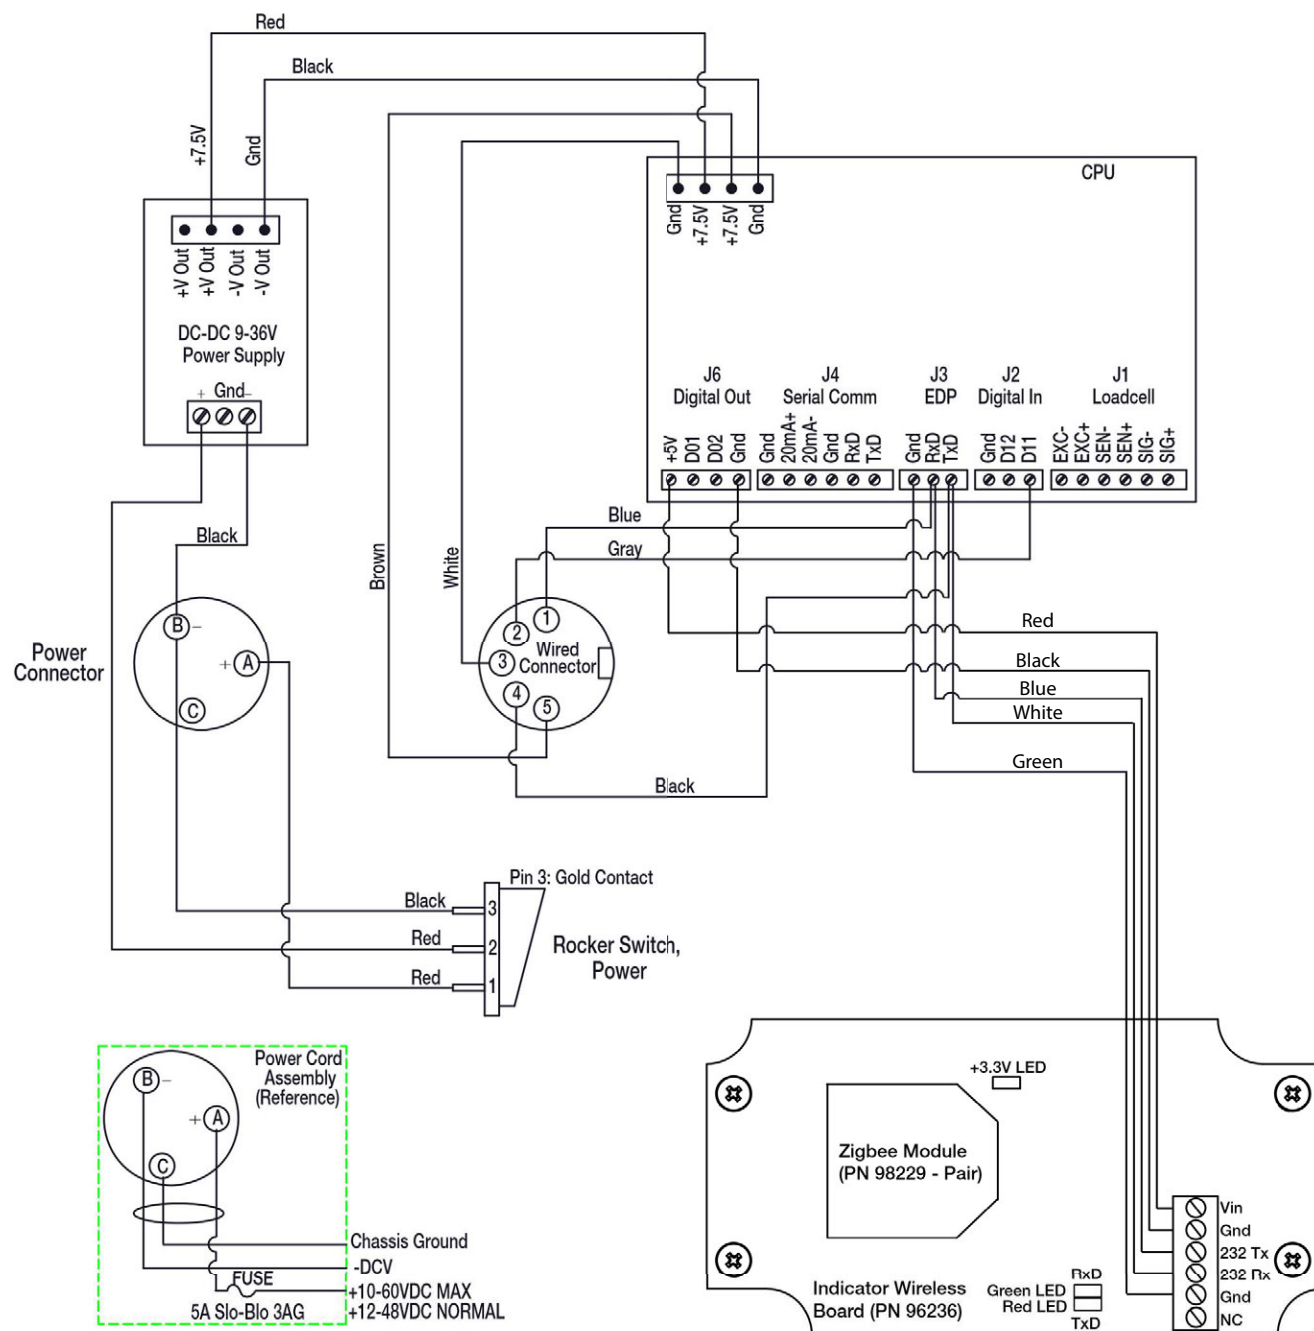 Red
Black
+7.5V
Gnd
CPU
Gnd
+7.5V
+7.5V
Gnd
+V Out
+V Out
-V Out
-V Out
DC-DC 9-36V
Power Supply
+ Gnd -
J6
Digital Out
J4
Serial Comm
J3
EDP
J2
Digital In
J1
Loadcell
+5V
D01
D02
Gnd
Gnd
20mA+
20mA-
Gnd
RxD
TxD
Gnd
RxD
TxD
Gnd
D12
D11
EXC-
EXC+
SEN-
SEN+
SIG-
SIG+
Black
Blue
Gray
Brown
White
Power
Connector
B -
+ A
C
1
2
3
4
5
Wired
Connector
Red
Black
Blue
White
Green
Black
Pin 3: Gold Contact
Black
3
Red
2
Red
1
Rocker Switch,
Power
Power Cord
Assembly
(Reference)
B -
+ A
C
Chassis Ground
-DCV
FUSE
+10-60VDC MAX
5A Slo-Blo 3AG
+12-48VDC NORMAL
+3.3V LED
Zigbee Module
(PN 98229 - Pair)
Indicator Wireless
Board (PN 96236)
RxD
Green LED
Red LED
TxD
Vin
Gnd
232 Tx
232 Rx
Gnd
NC